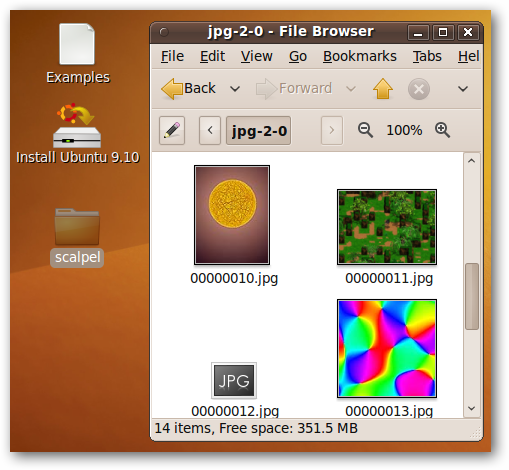 Examples
Install Ubuntu 9.10
scalpel
jpg-2-0 - File Browser
File Edit View Go Bookmarks Tabs Hel
Back Forward
jpg-2-0 100%
00000010.jpg 00000011.jpg
JPG
00000012.jpg 00000013.jpg
14 items, Free space: 351.5 MB